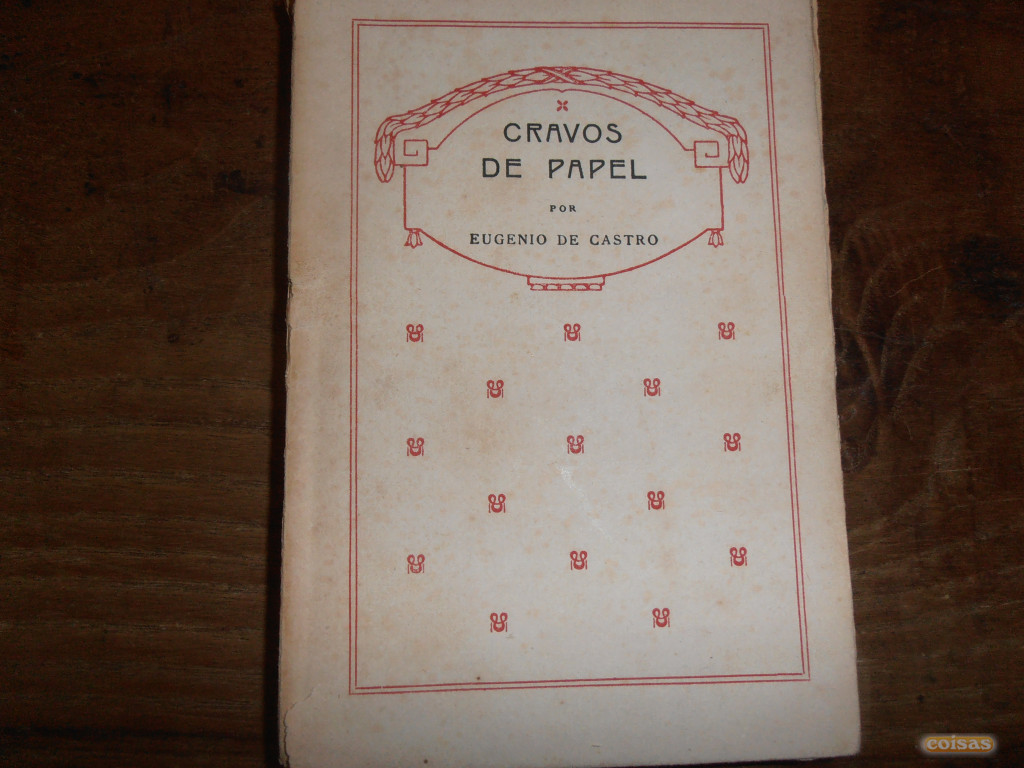 CRAVOS
DE PAPEL
POR
EUGENIO DE CASTRO
coisas